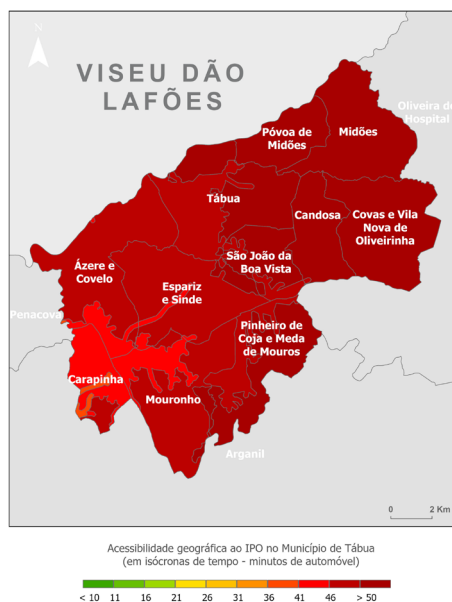 N
VISEU DÃO
LAFÕES
Oliveira do
Hospital
Póvoa de
Midões
Midões
Tábua
Candosa
Covas e Vila
Nova de
Oliveirinha
São João da
Boa Vista
Ázere e
Covelo
Espariz
e Sinde
Penacova
Pinheiro de
Coja e Meda
de Mouros
Carapinha
Mouronho
Arganil
0 2 Km
Acessibilidade geográfica ao IPO no Município de Tábua
(em isócronas de tempo - minutos de automóvel)
< 10 11 16 21 26 31 36 41 46 > 50